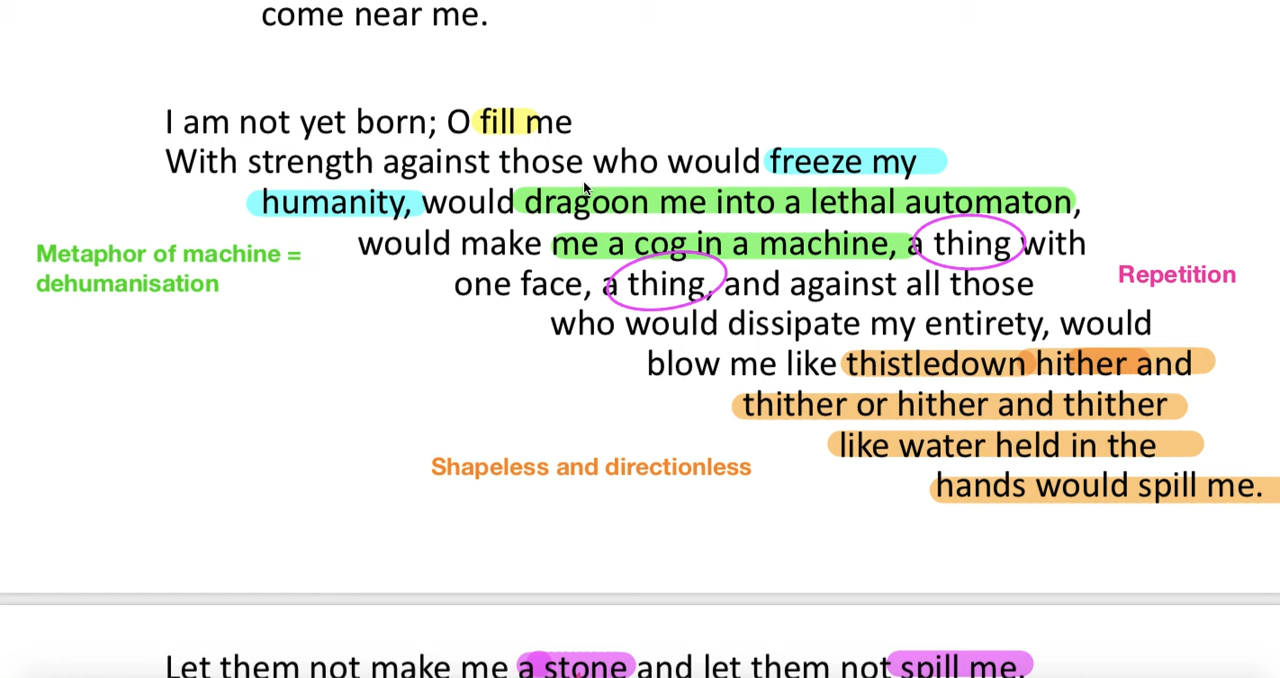 come near me.
I am not yet born; O fill me
With strength against those who would freeze my
humanity, would dragoon me into a lethal automaton,
would make me a cog in a machine, a thing with
Metaphor of machine =
dehumanisation
one face, a thing, and against all those
Repetition
who would dissipate my entirety, would
blow me like thistledown hither and
thither or hither and thither
like water held in the
Shapeless and directionless
hands would spill me.
Let them not make me a stone and let them not spill me.